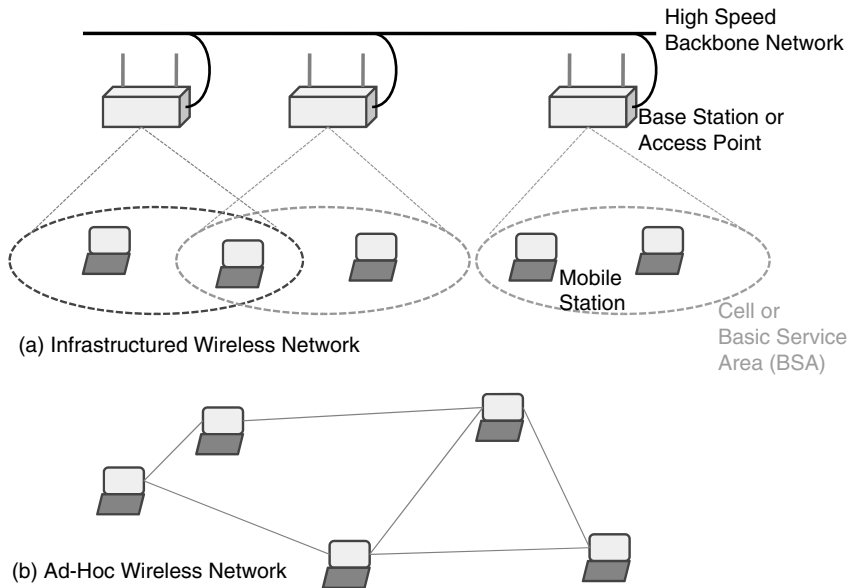 High Speed
Backbone Network
Base Station or
Access Point
Mobile
Station
Cell or
Basic Service
Area (BSA)
(a) Infrastructured Wireless Network
(b) Ad-Hoc Wireless Network